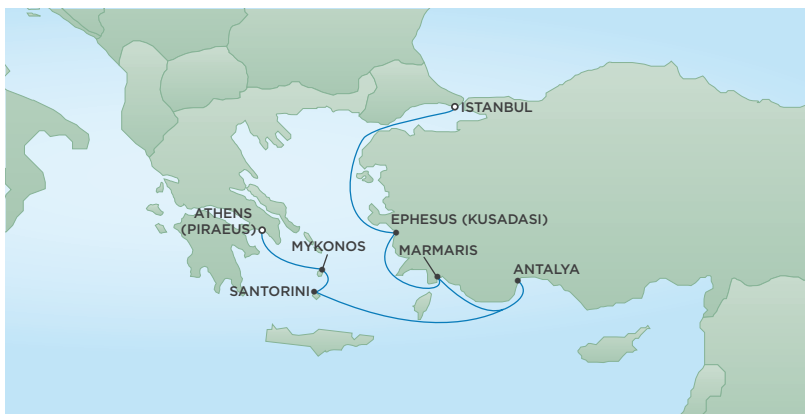 ISTANBUL
ATHENS
(PIRAEUS)
EPHESUS (KUSADASI)
MYKONOS
MARMARIS
ANTALYA
SANTORINI